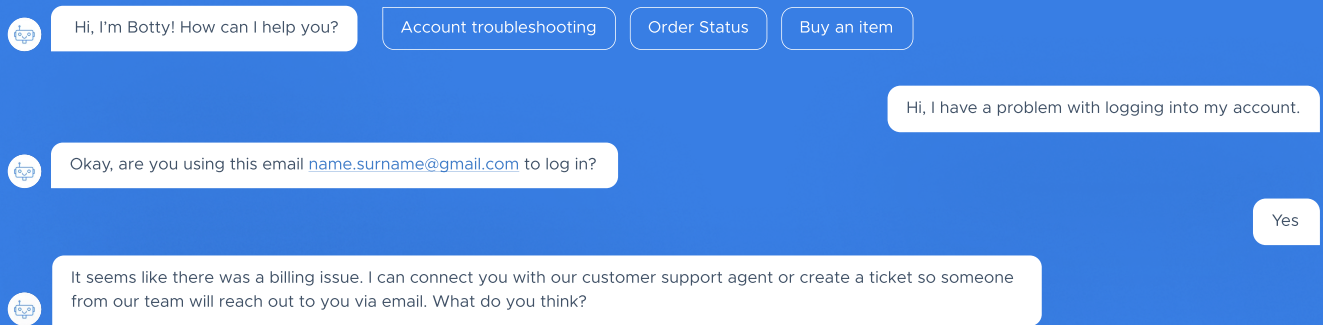 Hi, I’m Botty! How can I help you?
Account troubleshooting
Order Status
Buy an item
Hi, I have a problem with logging into my account.
Okay, are you using this email name.surname@gmail.com to log in?
Yes
It seems like there was a billing issue. I can connect you with our customer support agent or create a ticket so someone
from our team will reach out to you via email. What do you think?